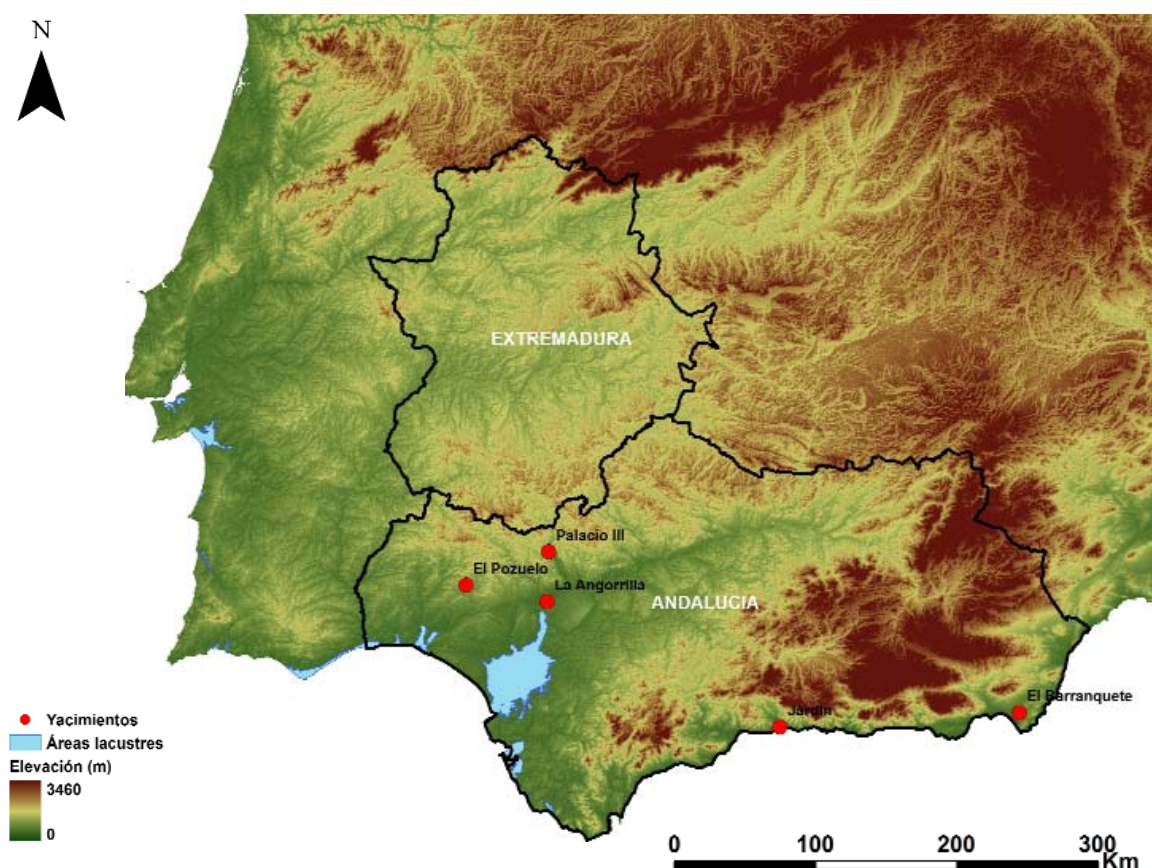 N
EXTREMADURA
Palacio III
El Pozuelo
La Angorrilla
ANDALUCIA
El Barranquete
Jardín
Yacimientos
Áreas lacustres
Elevación (m)
3460
0
0 100 200 300
Km